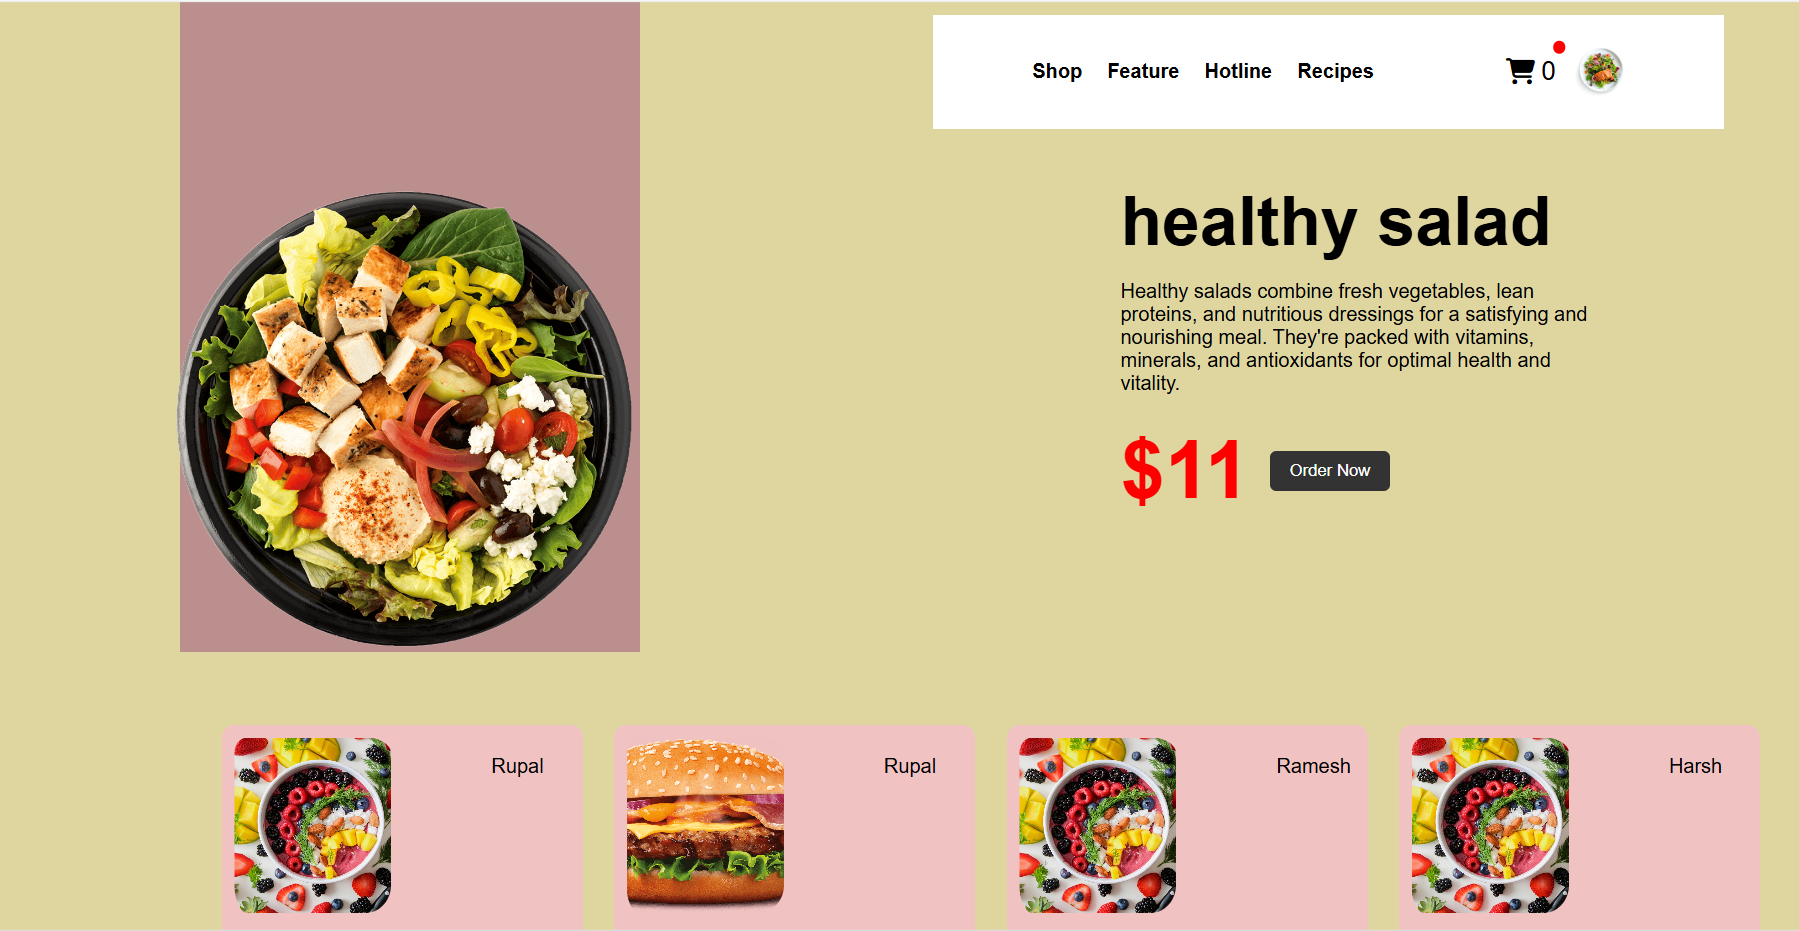 Shop Feature Hotline Recipes 0
healthy salad
Healthy salads combine fresh vegetables, lean
proteins, and nutritious dressings for a satisfying and
nourishing meal. They're packed with vitamins,
minerals, and antioxidants for optimal health and
vitality.
$11 Order Now
Rupal Rupal Ramesh Harsh